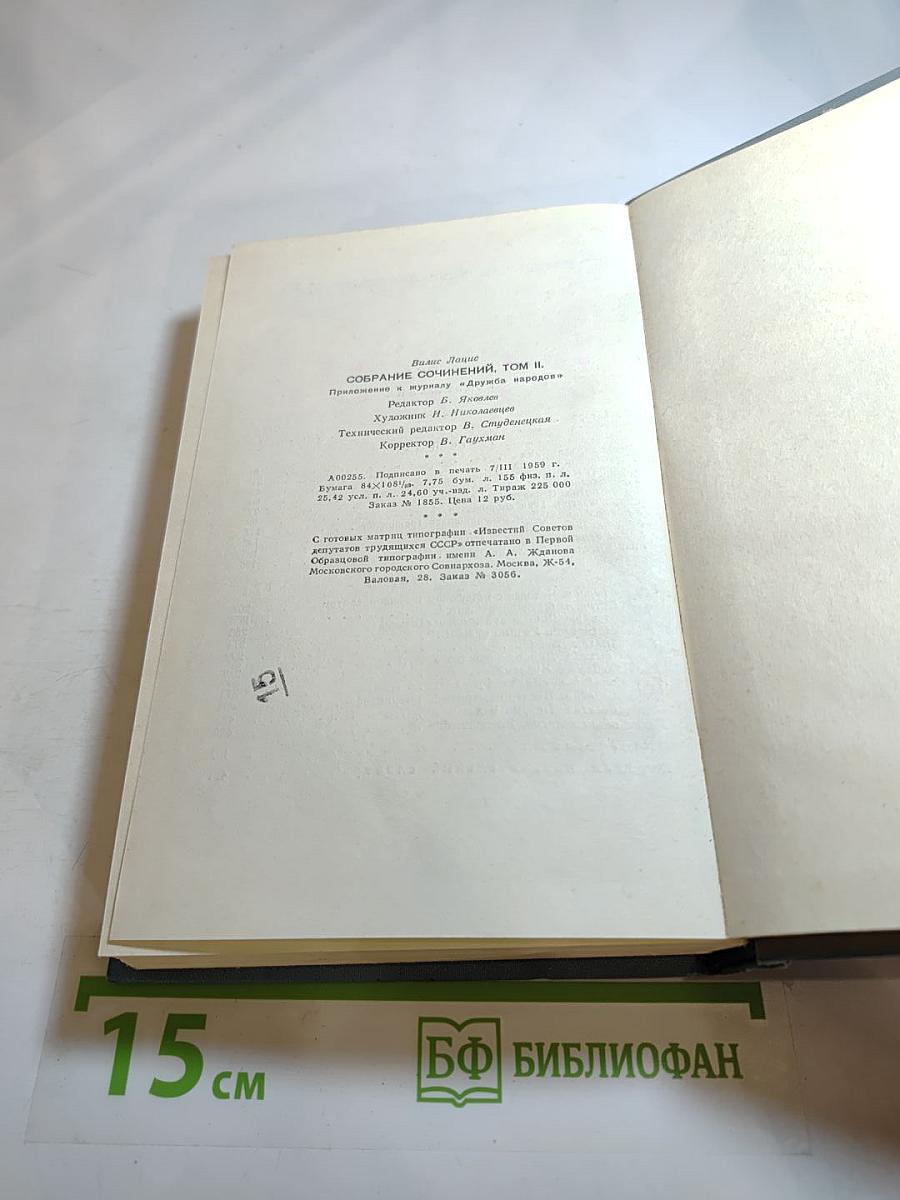 Вилис Лацис
СОБРАНИЕ СОЧИНЕНИЙ, ТОМ II.
Приложение к журналу «Дружба народов»
Редактор Б. Яковлев
Художник И. Николаевцев
Технический редактор В. Студенецкая
Корректор В. Гаухман
* * *
А00255. Подписано в печать 7/III 1959 г.
Бумага 84×108¹/₃₂. 7,75 бум. л. 155 физ. п. л.
25,42 усл. п. л. 24,60 уч.-изд. л. Тираж 225 000
Заказ № 1855. Цена 12 руб.
* * *
С готовых матриц типографии «Известий Советов
депутатов трудящихся СССР» отпечатано в Первой
Образцовой типографии имени А. А. Жданова
Московского городского Совнархоза. Москва, Ж-54,
Валовая, 28. Заказ № 3056.
15
15 см
БФ БИБЛИОФАН